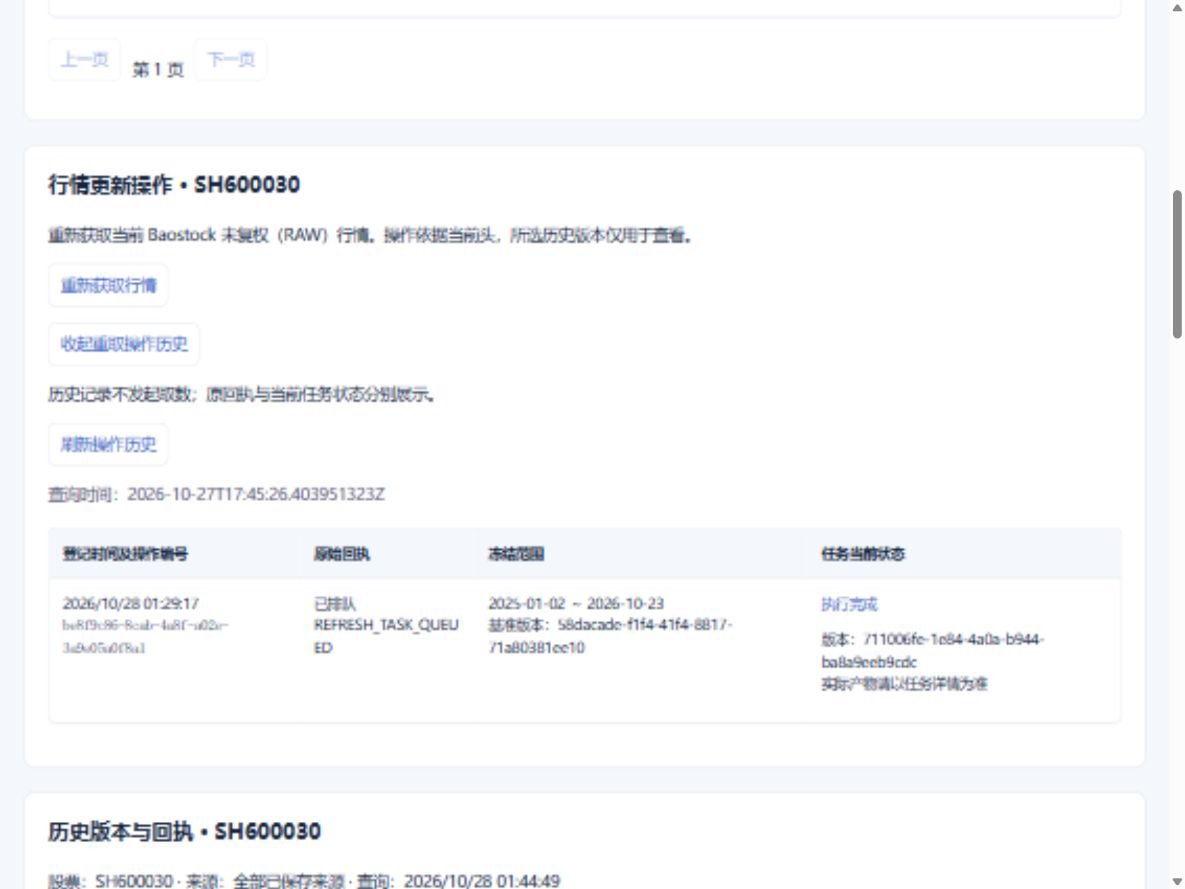 上一页
第 1 页
下一页
行情更新操作 • SH600030
重新获取当前 Baostock 未复权（RAW）行情。操作依据当前头，所选历史版本仅用于查看。
重新获取行情
收起重取操作历史
历史记录不发起取数；原回执与当前任务状态分别展示。
刷新操作历史
查询时间：2026-10-27T17:45:26.403951323Z
登记时间及操作编号
原始回执
冻结范围
任务当前状态
2026/10/28 01:29:17
已排队
REFRESH_TASK_QUEU
ED
2025-01-02 ~ 2026-10-23
基准版本：58dacade-f1f4-41f4-8817-
71a80381ee10
执行完成
版本：711006fe-1e84-4a0a-b944-
ba8a9eeb9cdc
实际产物请以任务详情为准
历史版本与回执 • SH600030
股票：SH600030 · 来源：全部已保存来源 · 查询：2026/10/28 01:44:49